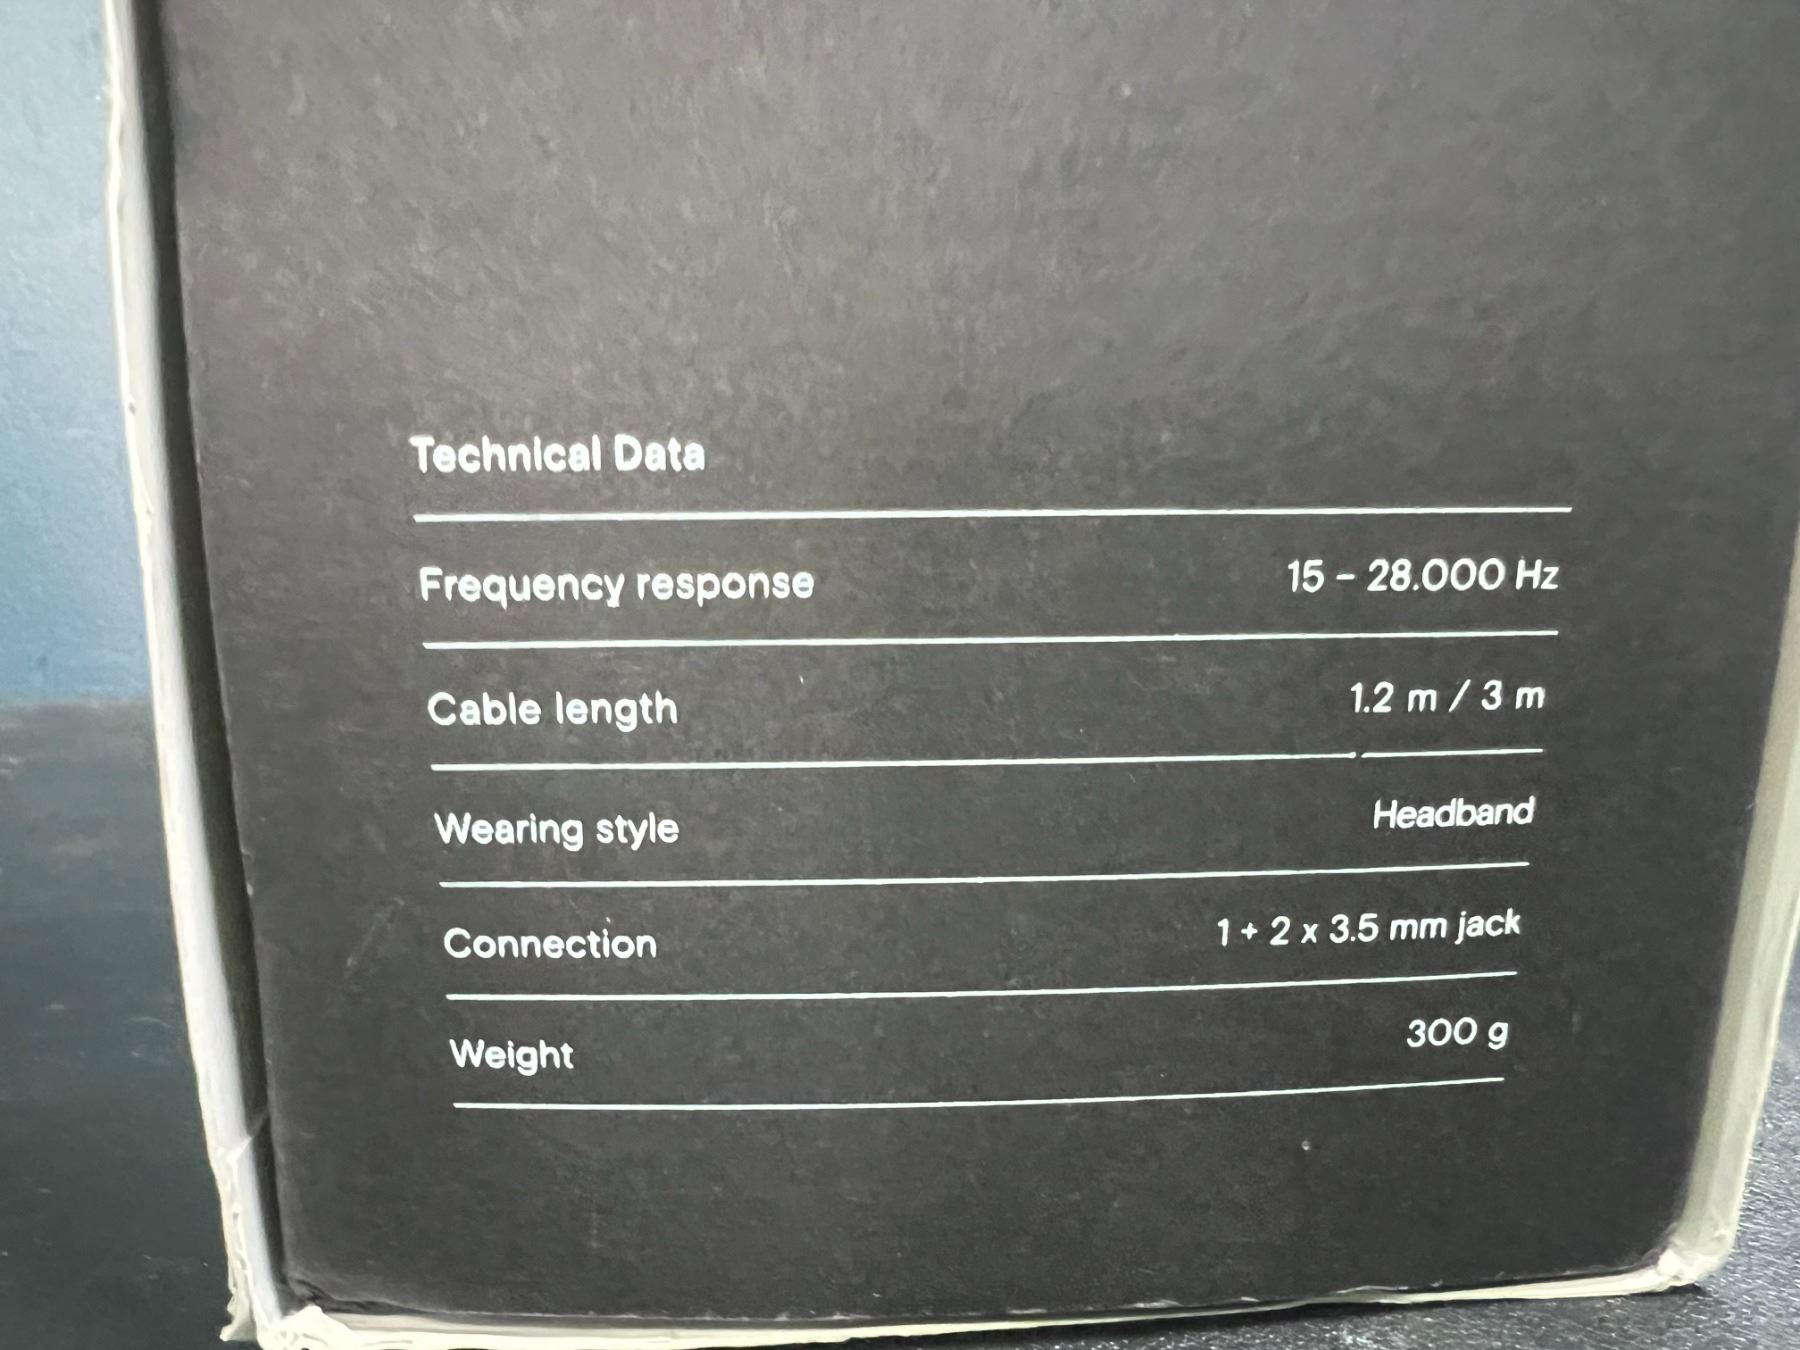 Technical Data
Frequency response 15 – 28.000 Hz
Cable length 1.2 m / 3 m
Wearing style Headband
Connection 1 + 2 x 3.5 mm jack
Weight 300 g